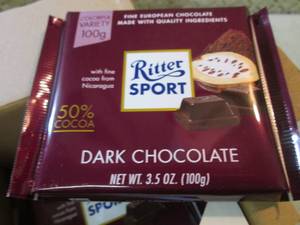 COLORFUL
VARIETY
100g
FINE EUROPEAN CHOCOLATE
MADE WITH QUALITY INGREDIENTS
with fine
cocoa from
Nicaragua
Ritter
SPORT
50%
COCOA
DARK CHOCOLATE
NET WT. 3.5 OZ. (100g)
SPORT